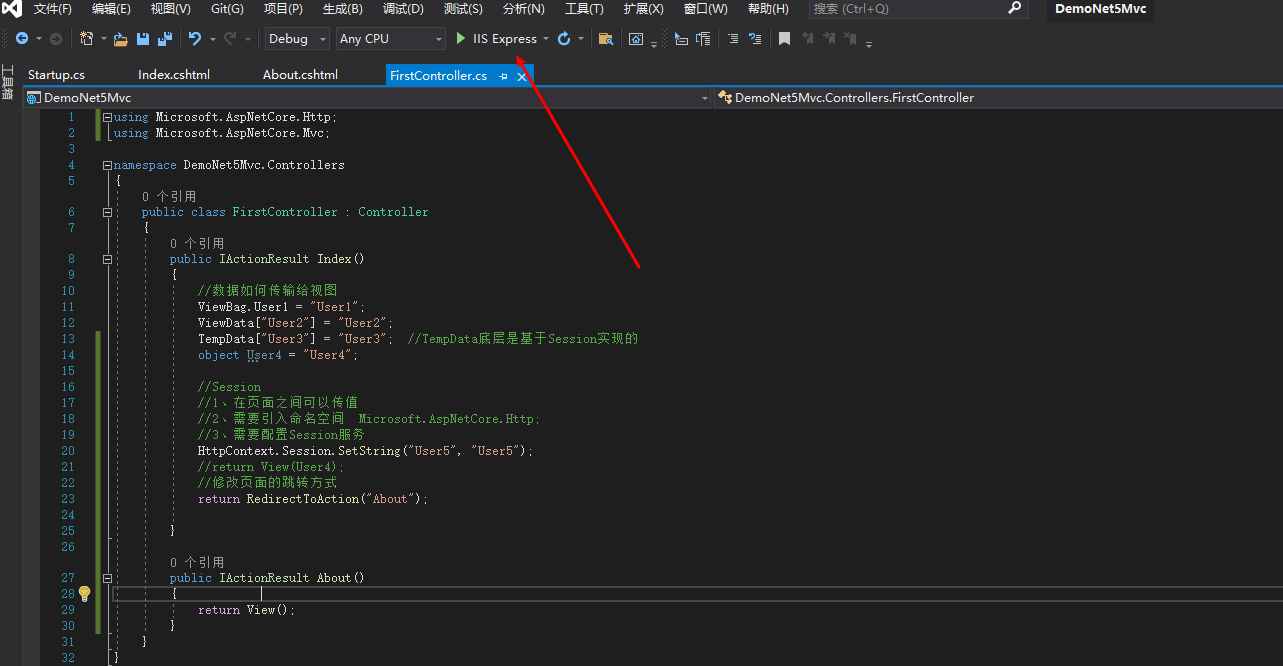 文件(F) 编辑(E) 视图(V) Git(G) 项目(P) 生成(B) 调试(D) 测试(S) 分析(N) 工具(T) 扩展(X) 窗口(W) 帮助(H) 搜索 (Ctrl+Q) DemoNet5Mvc
Debug Any CPU IIS Express
工具箱
Startup.cs Index.cshtml About.cshtml FirstController.cs
DemoNet5Mvc DemoNet5Mvc.Controllers.FirstController
1 using Microsoft.AspNetCore.Http;
2 using Microsoft.AspNetCore.Mvc;
3
4 namespace DemoNet5Mvc.Controllers
5 {
0 个引用
6 public class FirstController : Controller
7 {
0 个引用
8 public IActionResult Index()
9 {
10 //数据如何传输给视图
11 ViewBag.User1 = "User1";
12 ViewData["User2"] = "User2";
13 TempData["User3"] = "User3"; //TempData底层是基于Session实现的
14 object User4 = "User4";
15
16 //Session
17 //1、在页面之间可以传值
18 //2、需要引入命名空间 Microsoft.AspNetCore.Http;
19 //3、需要配置Session服务
20 HttpContext.Session.SetString("User5", "User5");
21 //return View(User4);
22 //修改页面的跳转方式
23 return RedirectToAction("About");
24
25 }
26
0 个引用
27 public IActionResult About()
28 {
29 return View();
30 }
31 }
32 }